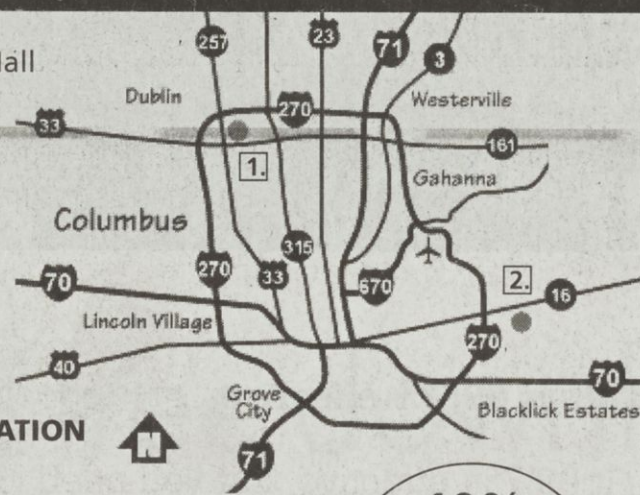 257
23
71
3
all
Dublin
270
Westerville
33
161
1.
Gahanna
Columbus
315
270
33
670
2.
70
16
Lincoln Village
270
40
70
Grove
City
Blacklick Estates
ATION
N
71